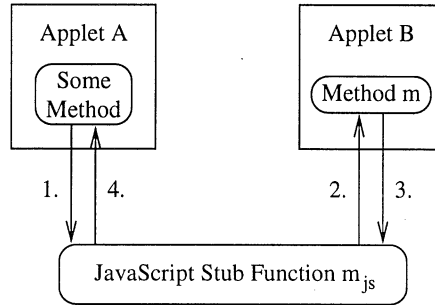 Applet A
Applet B
Some
Method
Method m
1.
4.
2.
3.
JavaScript Stub Function m_js